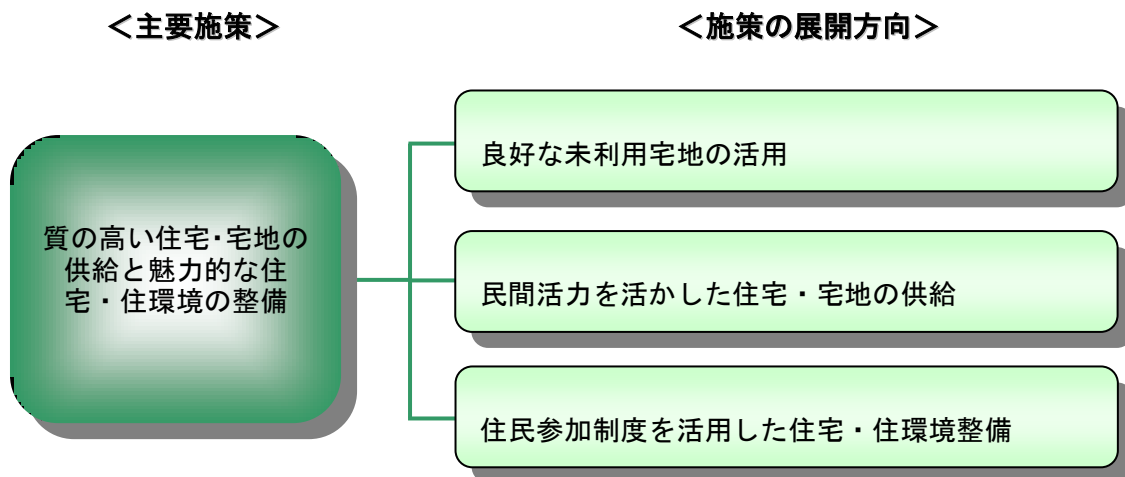 ＜主要施策＞
＜施策の展開方向＞
質の高い住宅・宅地の
供給と魅力的な住
宅・住環境の整備
良好な未利用宅地の活用
民間活力を活かした住宅・宅地の供給
住民参加制度を活用した住宅・住環境整備